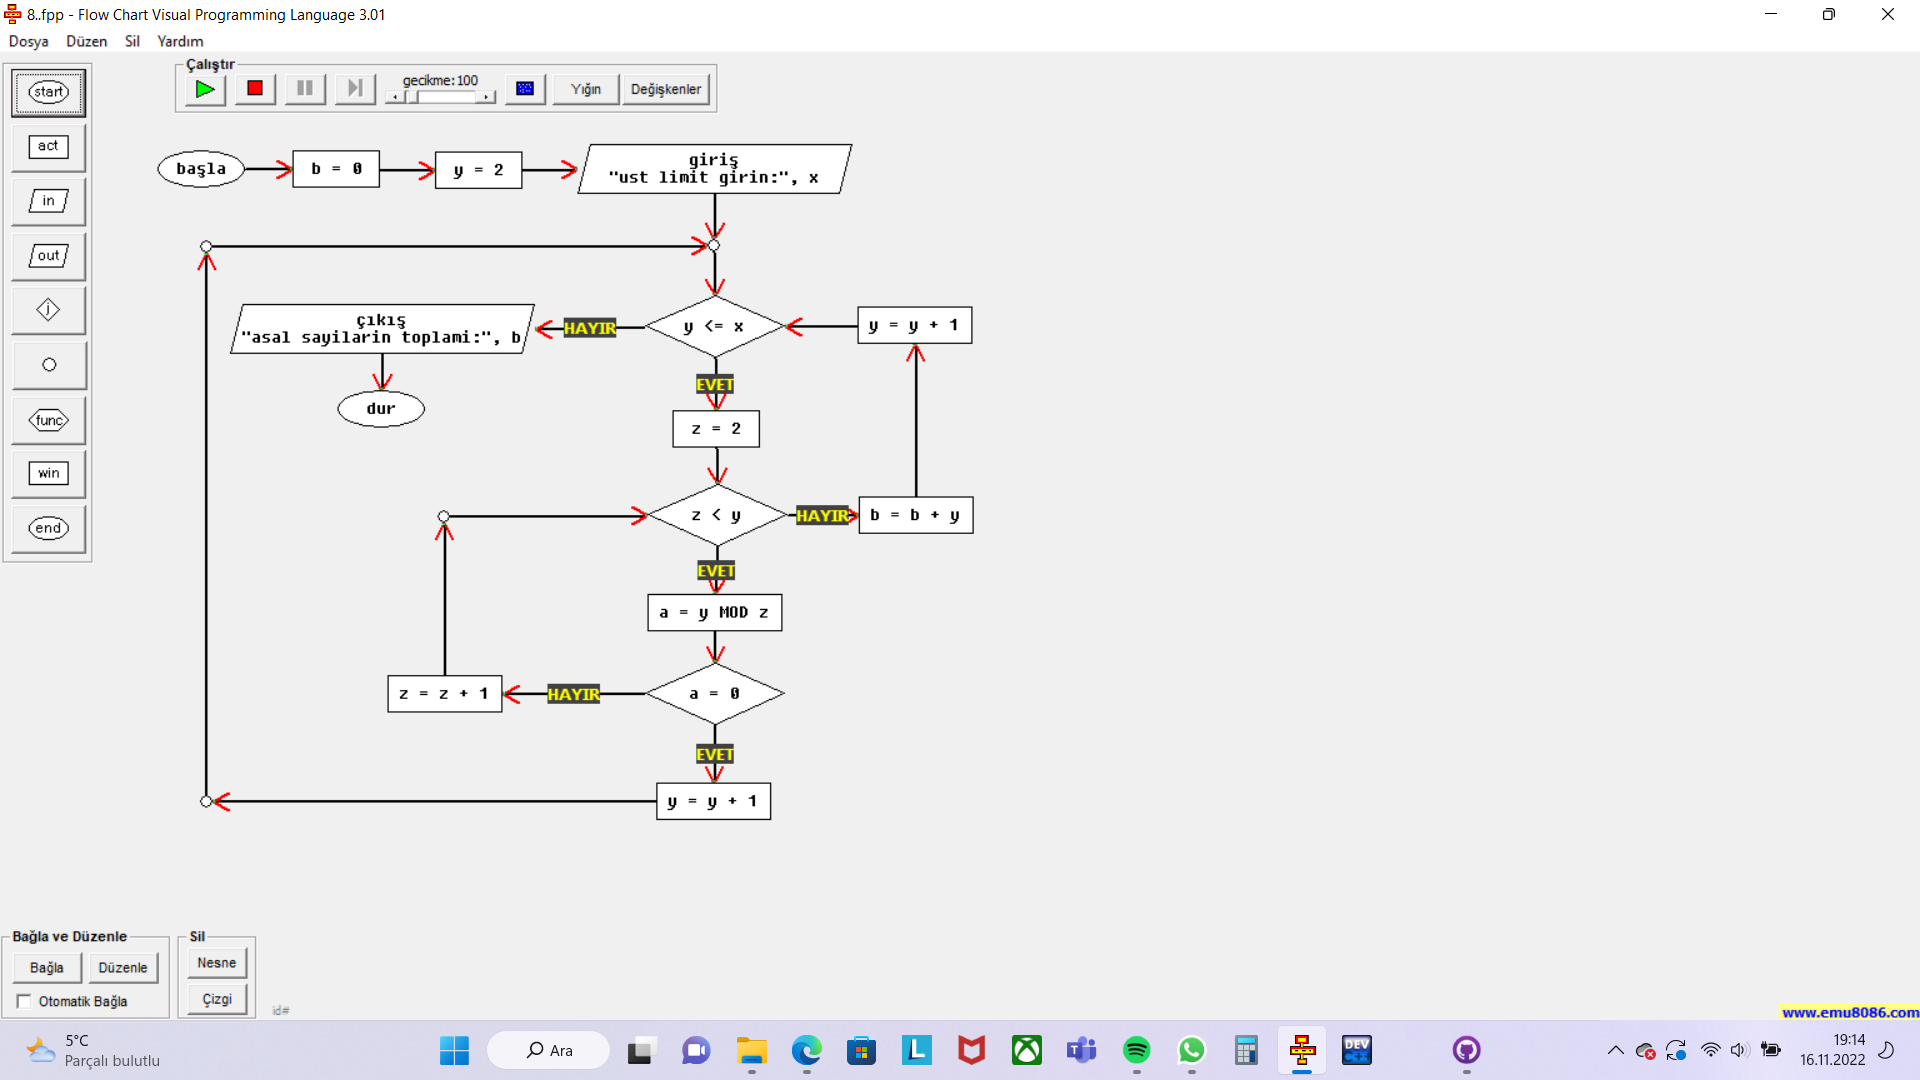 8..fpp - Flow Chart Visual Programming Language 3.01
Dosya Düzen Sil Yardım
Çalıştır
gecikme:100
Yığın
Değişkenler
start
act
in
out
j
func
win
end
başla
b = 0
y = 2
giriş
"ust limit girin:", x
çıkış
"asal sayilarin toplami:", b
HAYIR
y <= x
y = y + 1
EVET
dur
z = 2
z < y
HAYIR
b = b + y
EVET
a = y MOD z
z = z + 1
HAYIR
a = 0
EVET
y = y + 1
Bağla ve Düzenle
Bağla
Düzenle
Otomatik Bağla
Sil
Nesne
Çizgi
id#
www.emu8086.com
5°C
Parçalı bulutlu
Ara
L
T
DEV
C++
19:14
16.11.2022